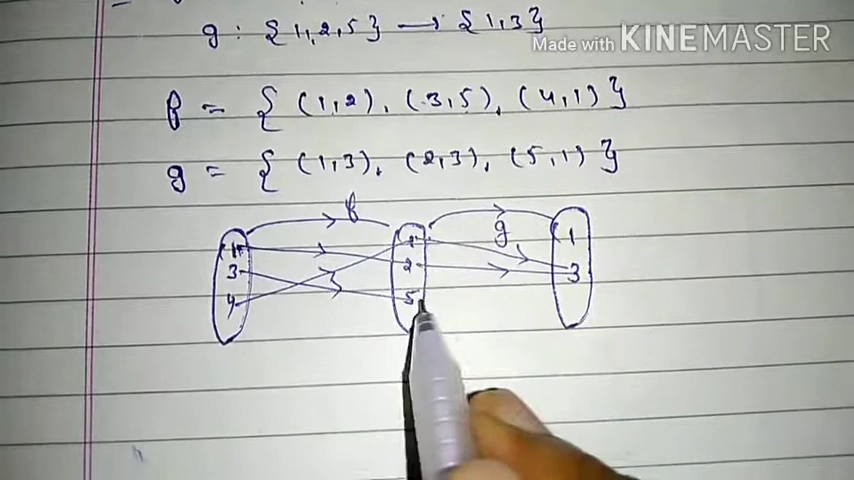 g : {1,2,5} → {1,3}
Made with KINEMASTER
f = { (1,2), (3,5), (4,1) }
g = { (1,3), (2,3), (5,1) }
f g
1 1 1
3 2 3
4 5